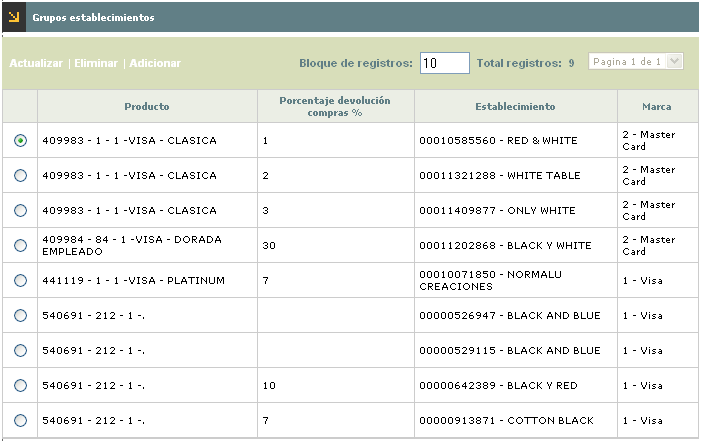 Grupos establecimientos
Actualizar | Eliminar | Adicionar Bloque de registros: 10 Total registros: 9 Pagina 1 de 1
Producto Porcentaje devolución compras % Establecimiento Marca
409983 - 1 - 1 -VISA - CLASICA 1 00010585560 - RED & WHITE 2 - Master Card
409983 - 1 - 1 -VISA - CLASICA 2 00011321288 - WHITE TABLE 2 - Master Card
409983 - 1 - 1 -VISA - CLASICA 3 00011409877 - ONLY WHITE 2 - Master Card
409984 - 84 - 1 -VISA - DORADA EMPLEADO 30 00011202868 - BLACK Y WHITE 2 - Master Card
441119 - 1 - 1 -VISA - PLATINUM 7 00010071850 - NORMALU CREACIONES 1 - Visa
540691 - 212 - 1 -. 00000526947 - BLACK AND BLUE 1 - Visa
540691 - 212 - 1 -. 00000529115 - BLACK AND BLUE 1 - Visa
540691 - 212 - 1 -. 10 00000642389 - BLACK Y RED 1 - Visa
540691 - 212 - 1 -. 7 00000913871 - COTTON BLACK 1 - Visa